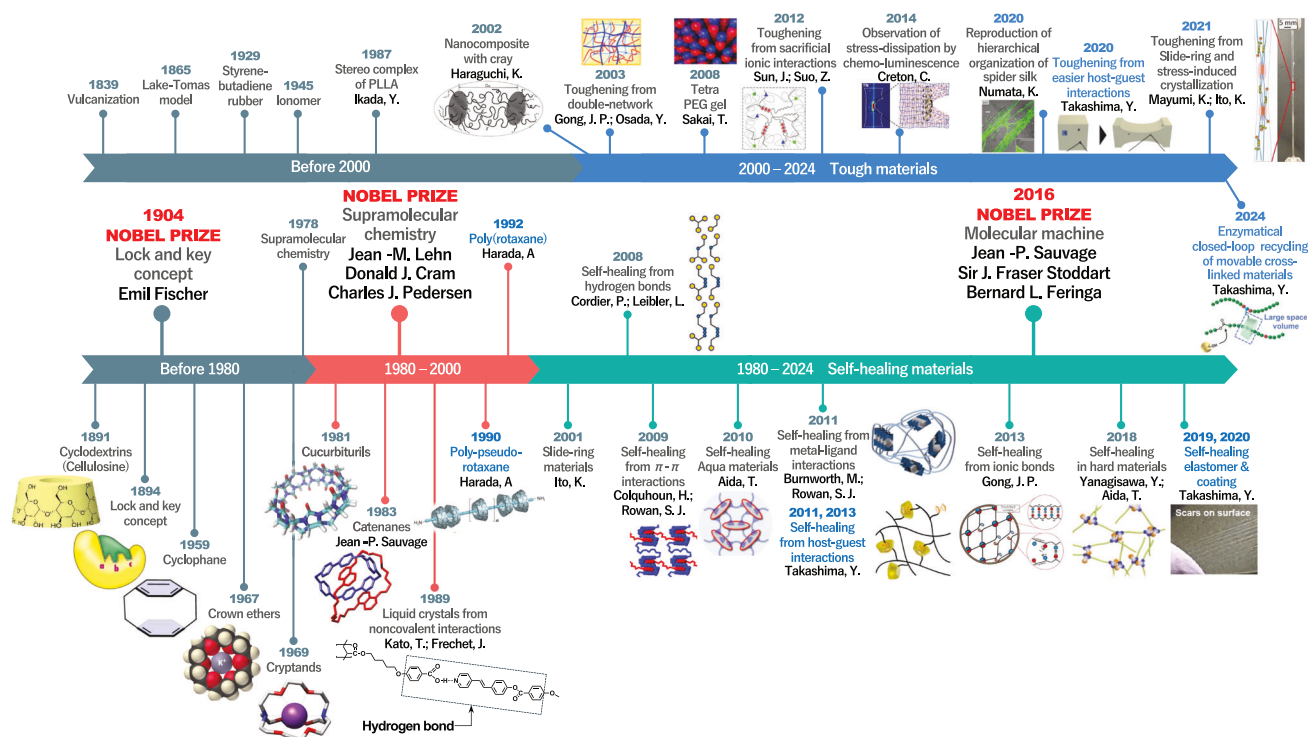 1839
Vulcanization
1865
Lake-Tomas
model
1929
Styrene-
butadiene
rubber
1945
Ionomer
1987
Stereo complex
of PLLA
Ikada, Y.
2002
Nanocomposite
with cray
Haraguchi, K.
2003
Toughening from
double-network
Gong, J. P.; Osada, Y.
2008
Tetra
PEG gel
Sakai, T.
2012
Toughening
from sacrificial
ionic interactions
Sun, J.; Suo, Z.
2014
Observation of
stress-dissipation by
chemo-luminescence
Creton, C.
2020
Reproduction of
hierarchical
organization of
spider silk
Numata, K.
2020
Toughening from
easier host-guest
interactions
Takashima, Y.
2021
Toughening from
Slide-ring and
stress-induced
crystallization
Mayumi, K.; Ito, K.
5 mm
Before 2000
2000 – 2024 Tough materials
1904
NOBEL PRIZE
Lock and key
concept
Emil Fischer
1978
Supramolecular
chemistry
NOBEL PRIZE
Supramolecular
chemistry
Jean -M. Lehn
Donald J. Cram
Charles J. Pedersen
1992
Poly(rotaxane)
Harada, A
2008
Self-healing from
hydrogen bonds
Cordier, P.; Leibler, L.
2016
NOBEL PRIZE
Molecular machine
Jean -P. Sauvage
Sir J. Fraser Stoddart
Bernard L. Feringa
2024
Enzymatical
closed-loop recycling
of movable cross-
linked materials
Takashima, Y.
Large space
volume
Before 1980
1980 – 2000
1980 – 2024 Self-healing materials
1891
Cyclodextrins
(Cellulosine)
1894
Lock and key
concept
a b c
1959
Cyclophane
1967
Crown ethers
K+
1969
Cryptands
1981
Cucurbiturils
1983
Catenanes
Jean -P. Sauvage
1989
Liquid crystals from
noncovalent interactions
Kato, T.; Frechet, J.
Hydrogen bond
1990
Poly-pseudo-
rotaxane
Harada, A
2001
Slide-ring
materials
Ito, K.
2009
Self-healing
from π-π
interactions
Colquhoun, H.;
Rowan, S. J.
2010
Self-healing
Aqua materials
Aida, T.
2011
Self-healing from
metal-ligand
interactions
Burnworth, M.;
Rowan, S. J.
2011, 2013
Self-healing
from host-guest
interactions
Takashima, Y.
2013
Self-healing
from ionic bonds
Gong, J. P.
2018
Self-healing
in hard materials
Yanagisawa, Y.;
Aida, T.
2019, 2020
Self-healing
elastomer &
coating
Takashima, Y.
Scars on surface